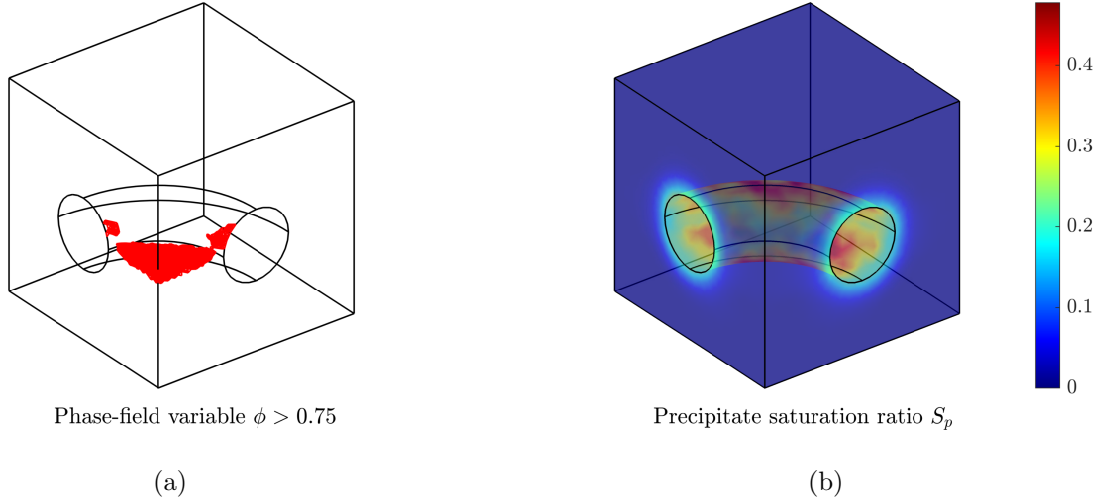 0.4
0.3
0.2
0.1
0
Phase-field variable ϕ > 0.75
Precipitate saturation ratio Sₚ
(a)
(b)